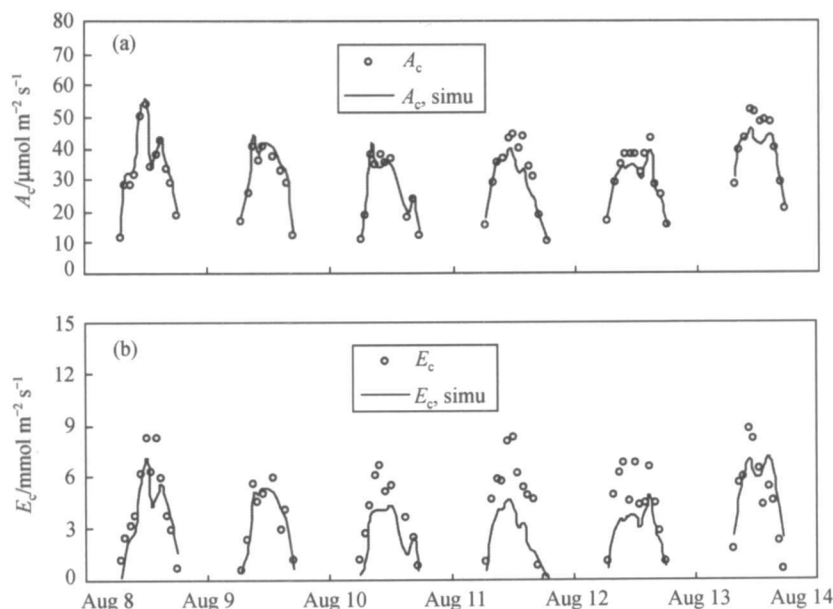 80
(a)
70
A_c
60
A_c, simu
50
40
30
20
10
0
A_c/μmol m⁻² s⁻¹
15
(b)
E_c
12
E_c, simu
9
6
3
0
E_c/mmol m⁻² s⁻¹
Aug 8 Aug 9 Aug 10 Aug 11 Aug 12 Aug 13 Aug 14